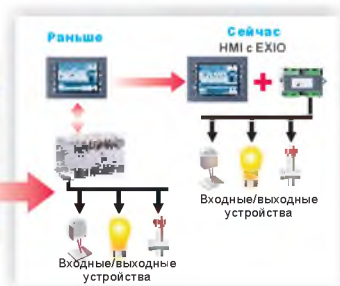 Раньше
Сейчас
HMI с EXIO
Входные/выходные
устройства
Входные/выходные
устройства